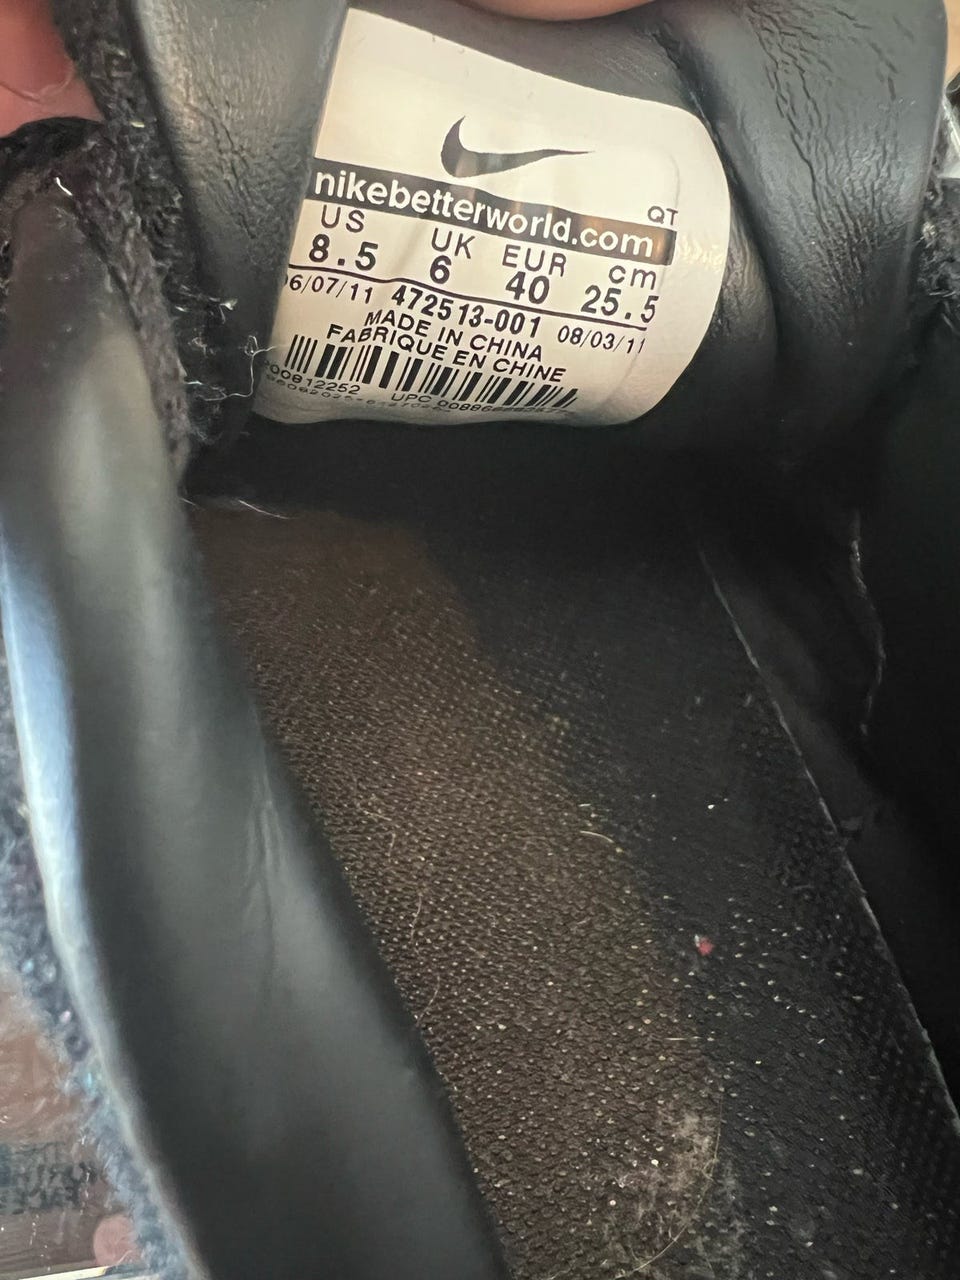 nikebetterworld.com
QT
US UK EUR cm
8.5 6 40 25.5
06/07/11 472513-001 08/03/11
MADE IN CHINA
FABRIQUE EN CHINE
UPC